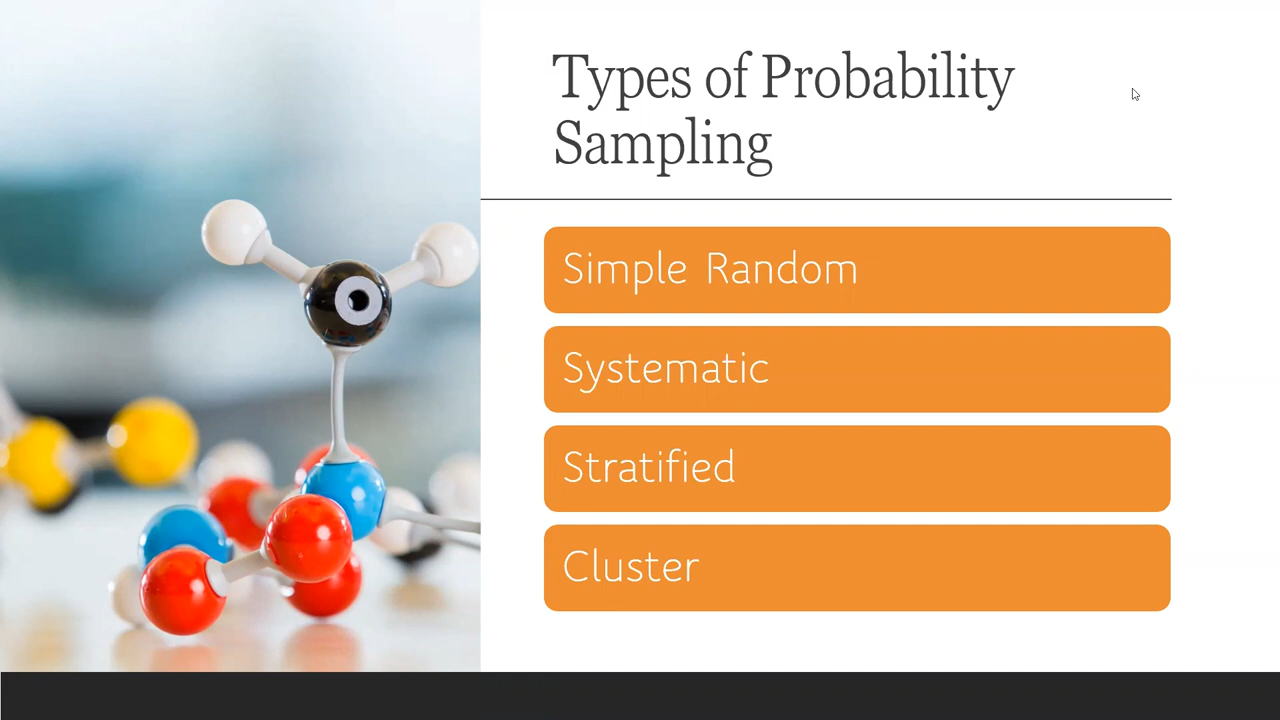 Types of Probability
Sampling
Simple Random
Systematic
Stratified
Cluster